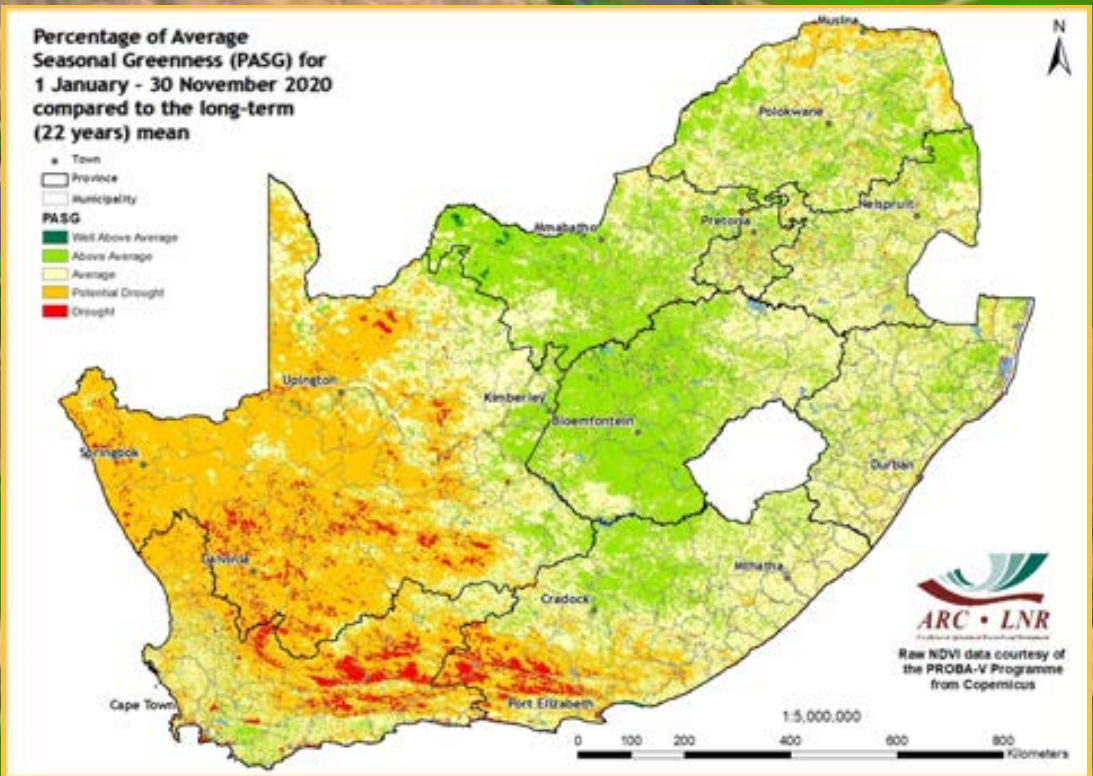 Percentage of Average
Seasonal Greenness (PASG) for
1 January - 30 November 2020
compared to the long-term
(22 years) mean
Town
Province
Municipality
PASG
Well Above Average
Above Average
Average
Potential Drought
Drought
N
Musina
Polokwane
Nelspruit
Pretoria
Mmabatho
Upington
Kimberley
Bloemfontein
Springbok
Durban
Mthatha
Cradock
Cape Town
Port Elizabeth
ARC • LNR
Raw NDVI data courtesy of
the PROBA-V Programme
from Copernicus
1:5,000,000
0 100 200 400 600 800
Kilometers